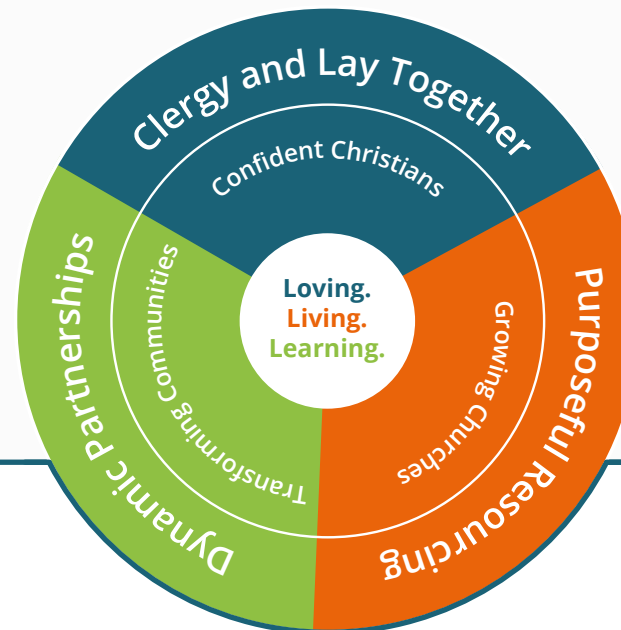 Clergy and Lay Together
Confident Christians
Dynamic Partnerships
Transforming Communities
Loving.
Living.
Learning.
Growing Churches
Purposeful Resourcing